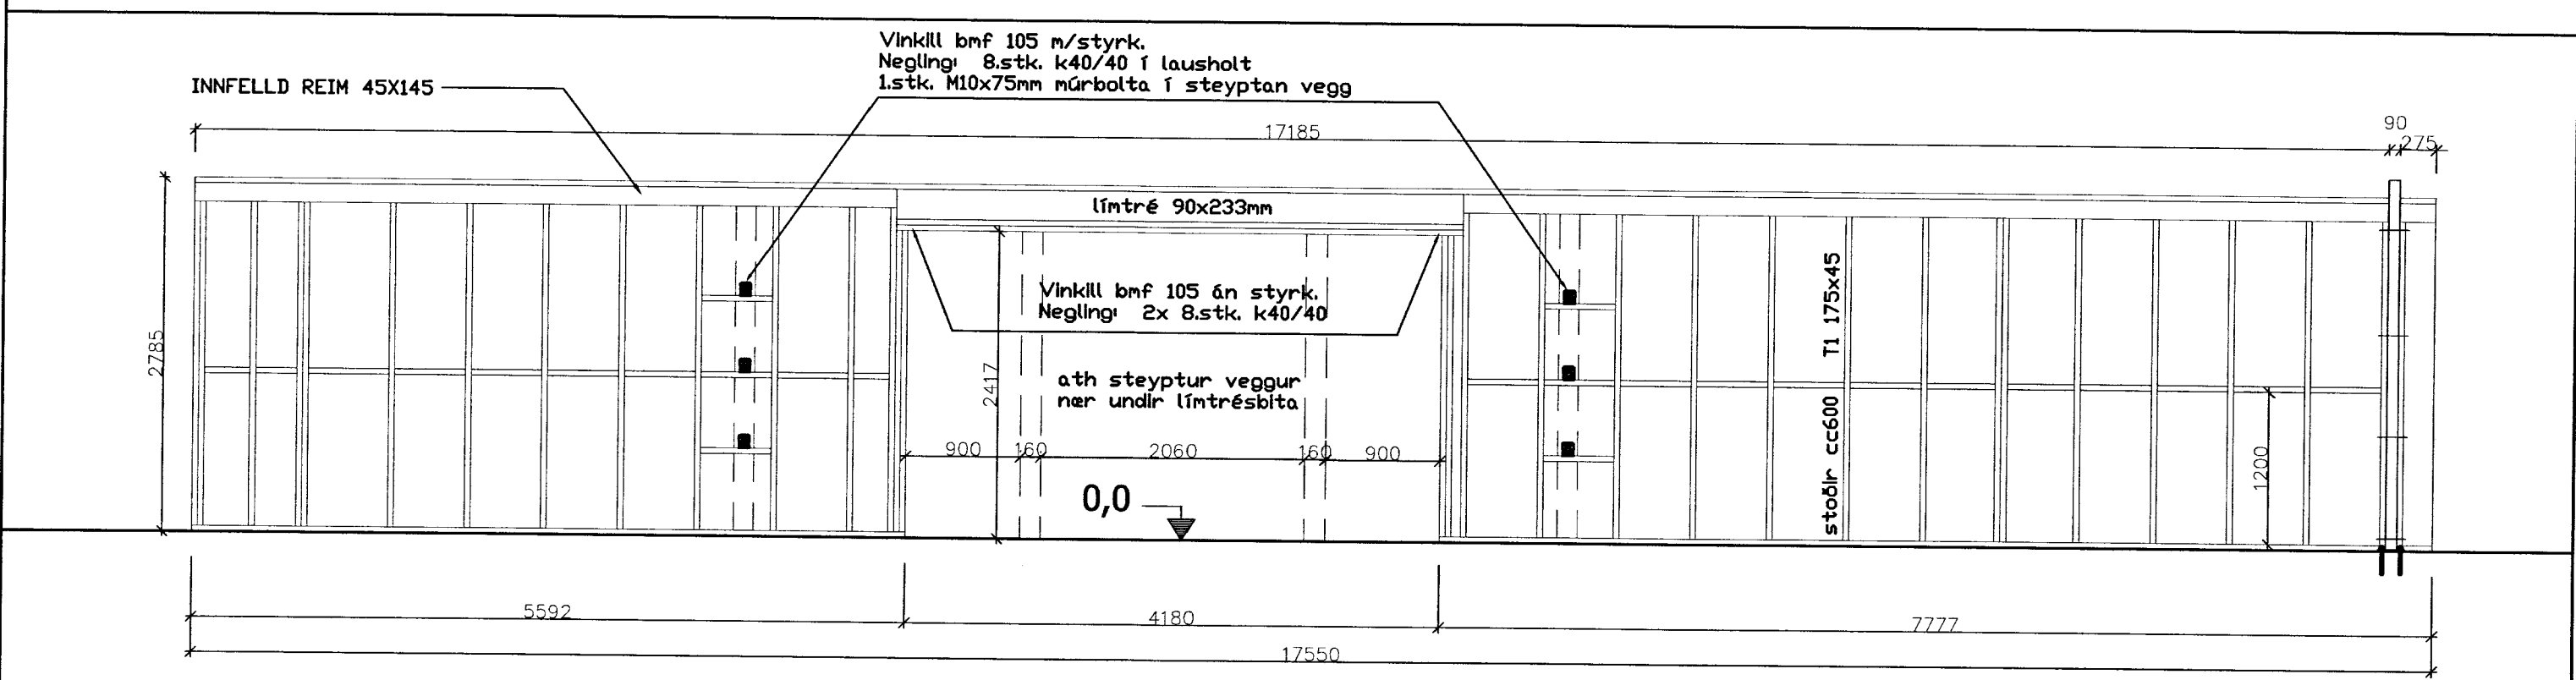 Vinkill bmf 105 m/styrk.
Negling: 8.stk. k40/40 í lausholt
1.stk. M10x75mm múrbolta í steyptan vegg
INNFELLD REIM 45X145
17185
90
275
límtré 90x233mm
Vinkill bmf 105 án styrk.
Negling: 2x 8.stk. k40/40
2785
2417
ath steyptur veggur
nær undir límtrésbita
stoðir cc600 T1 175x45
900
160
2060
160
900
1200
0,0
5592
4180
7777
17550